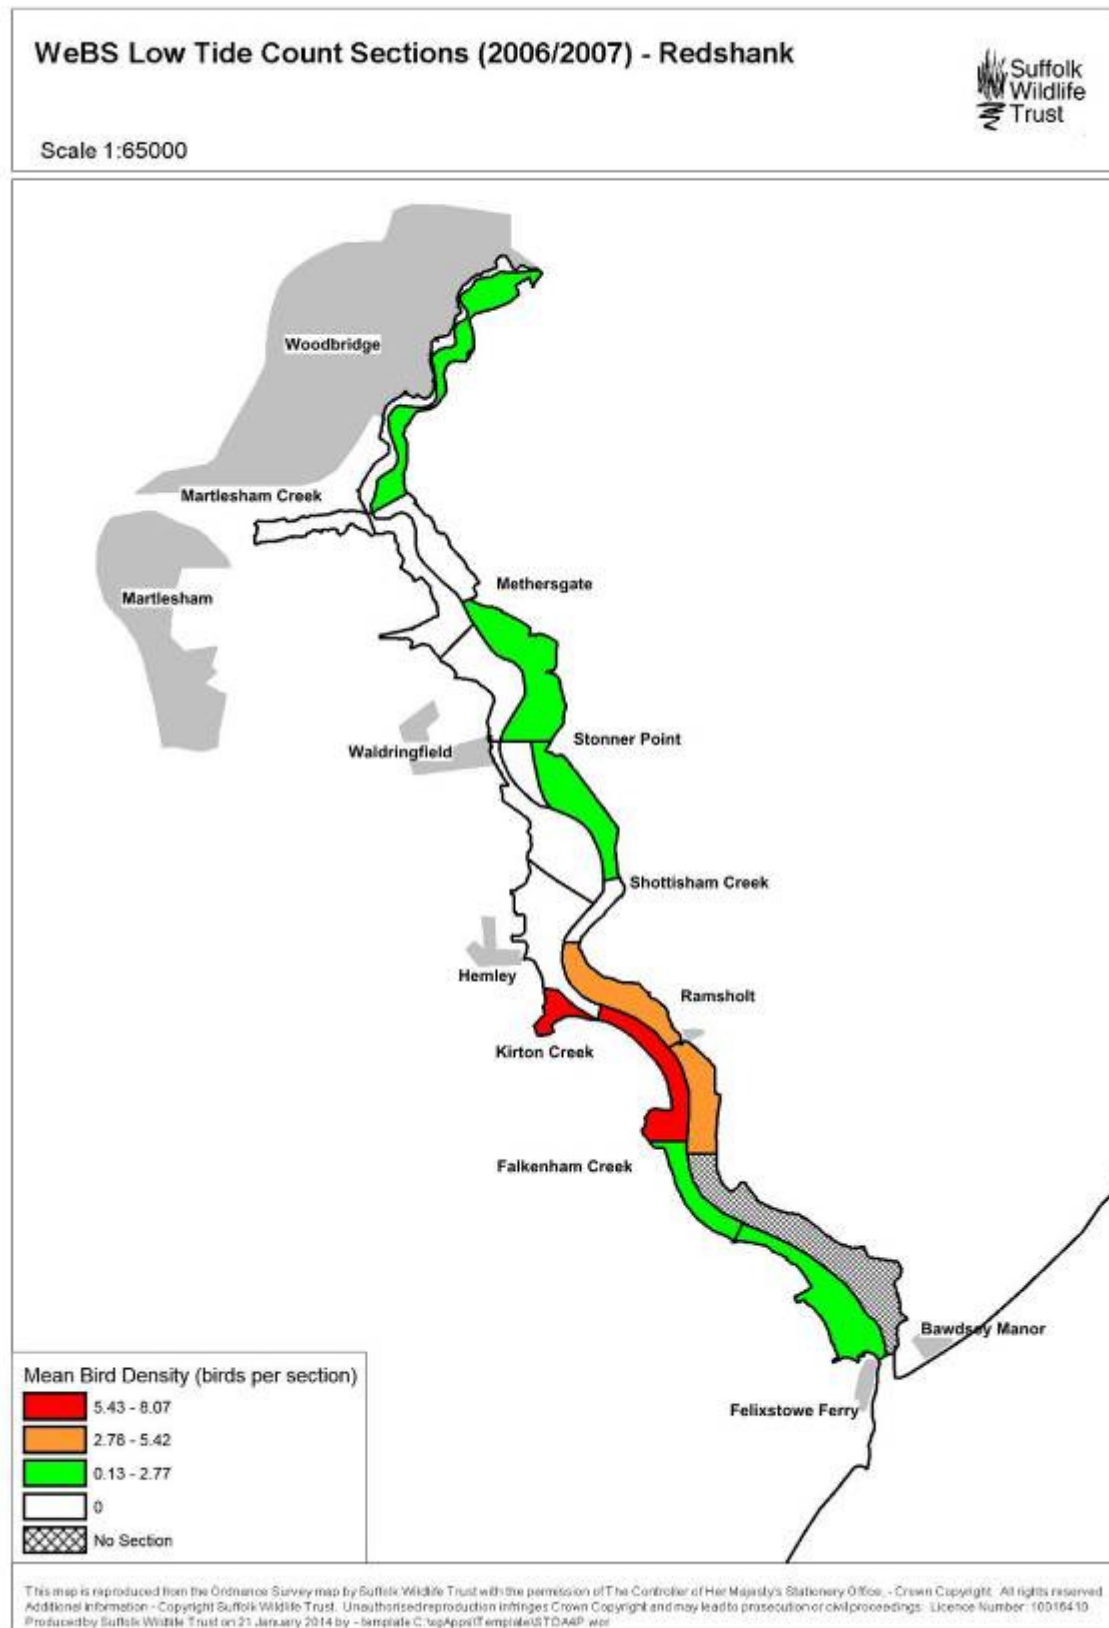 WeBS Low Tide Count Sections (2006/2007) - Redshank
Suffolk
Wildlife
Trust
Scale 1:65000
Woodbridge
Martlesham Creek
Methersgate
Martlesham
Stonner Point
Waldringfield
Shottisham Creek
Hemley
Ramsholt
Kirton Creek
Falkenham Creek
Bawdsey Manor
Felixstowe Ferry
Mean Bird Density (birds per section)
5.43 - 8.07
2.78 - 5.42
0.13 - 2.77
0
No Section
This map is reproduced from the Ordnance Survey map by Suffolk Wildlife Trust with the permission of The Controller of Her Majesty's Stationery Office, - Crown Copyright. All rights reserved
Additional information - Copyright Suffolk Wildlife Trust. Unauthorised reproduction infringes Crown Copyright and may lead to prosecution or civil proceedings. Licence Number: 10016410
Produced by Suffolk Wildlife Trust on 21 January 2014 by - template